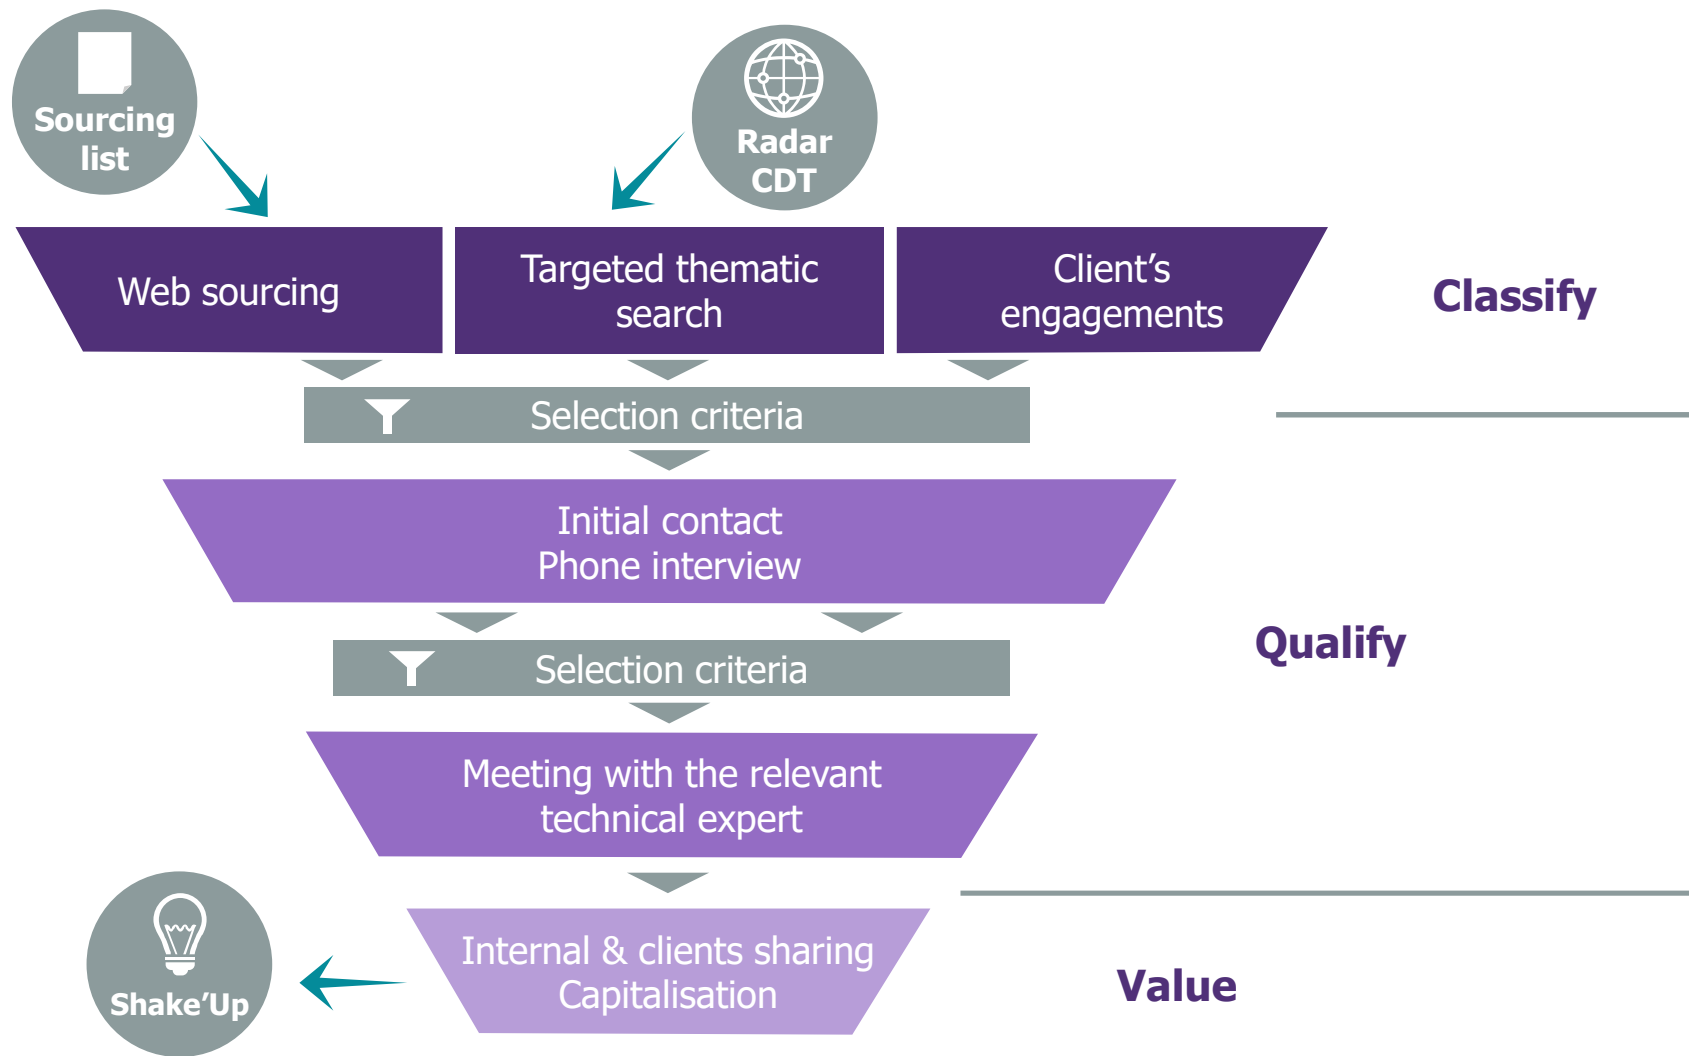 Sourcing
list
Radar
CDT
Web sourcing
Targeted thematic
search
Client’s
engagements
Classify
Selection criteria
Initial contact
Phone interview
Qualify
Selection criteria
Meeting with the relevant
technical expert
Internal & clients sharing
Capitalisation
Shake’Up
Value